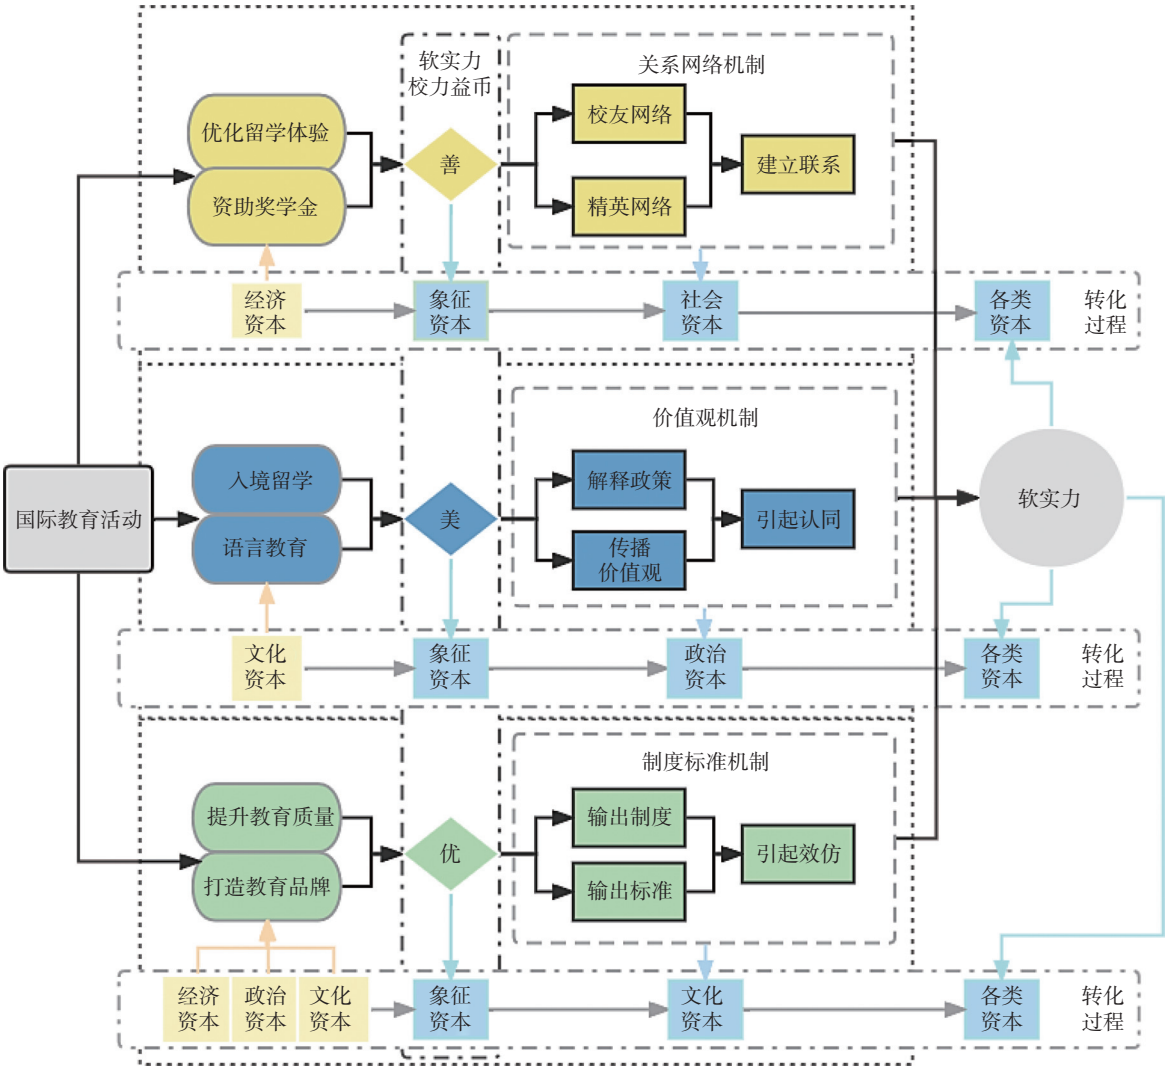 软实力
校力益币
关系网络机制
优化留学体验
资助奖学金
善
校友网络
精英网络
建立联系
经济
资本
象征
资本
社会
资本
各类
资本
转化
过程
国际教育活动
价值观机制
入境留学
语言教育
美
解释政策
传播
价值观
引起认同
软实力
文化
资本
象征
资本
政治
资本
各类
资本
转化
过程
制度标准机制
提升教育质量
打造教育品牌
优
输出制度
输出标准
引起效仿
经济
资本
政治
资本
文化
资本
象征
资本
文化
资本
各类
资本
转化
过程